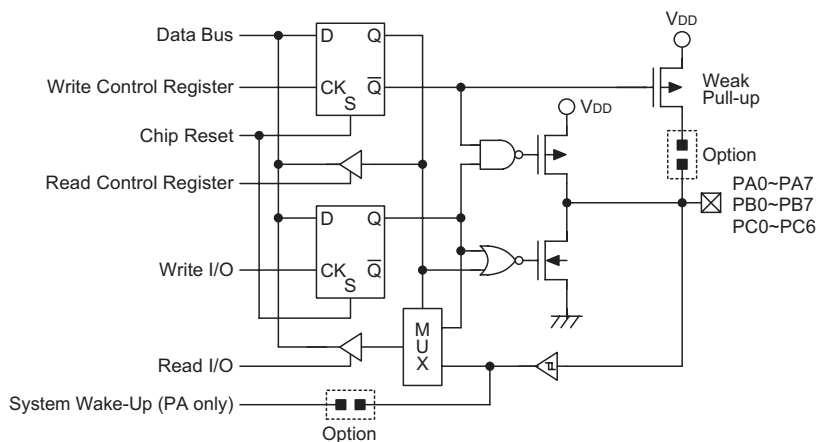 VDD
Data Bus
D
Q
Write Control Register
CK
Q̅
S
Weak
Pull-up
Chip Reset
VDD
Option
Read Control Register
PA0~PA7
PB0~PB7
PC0~PC6
D
Q
Write I/O
CK
Q̅
S
M
U
X
Read I/O
System Wake-Up (PA only)
Option